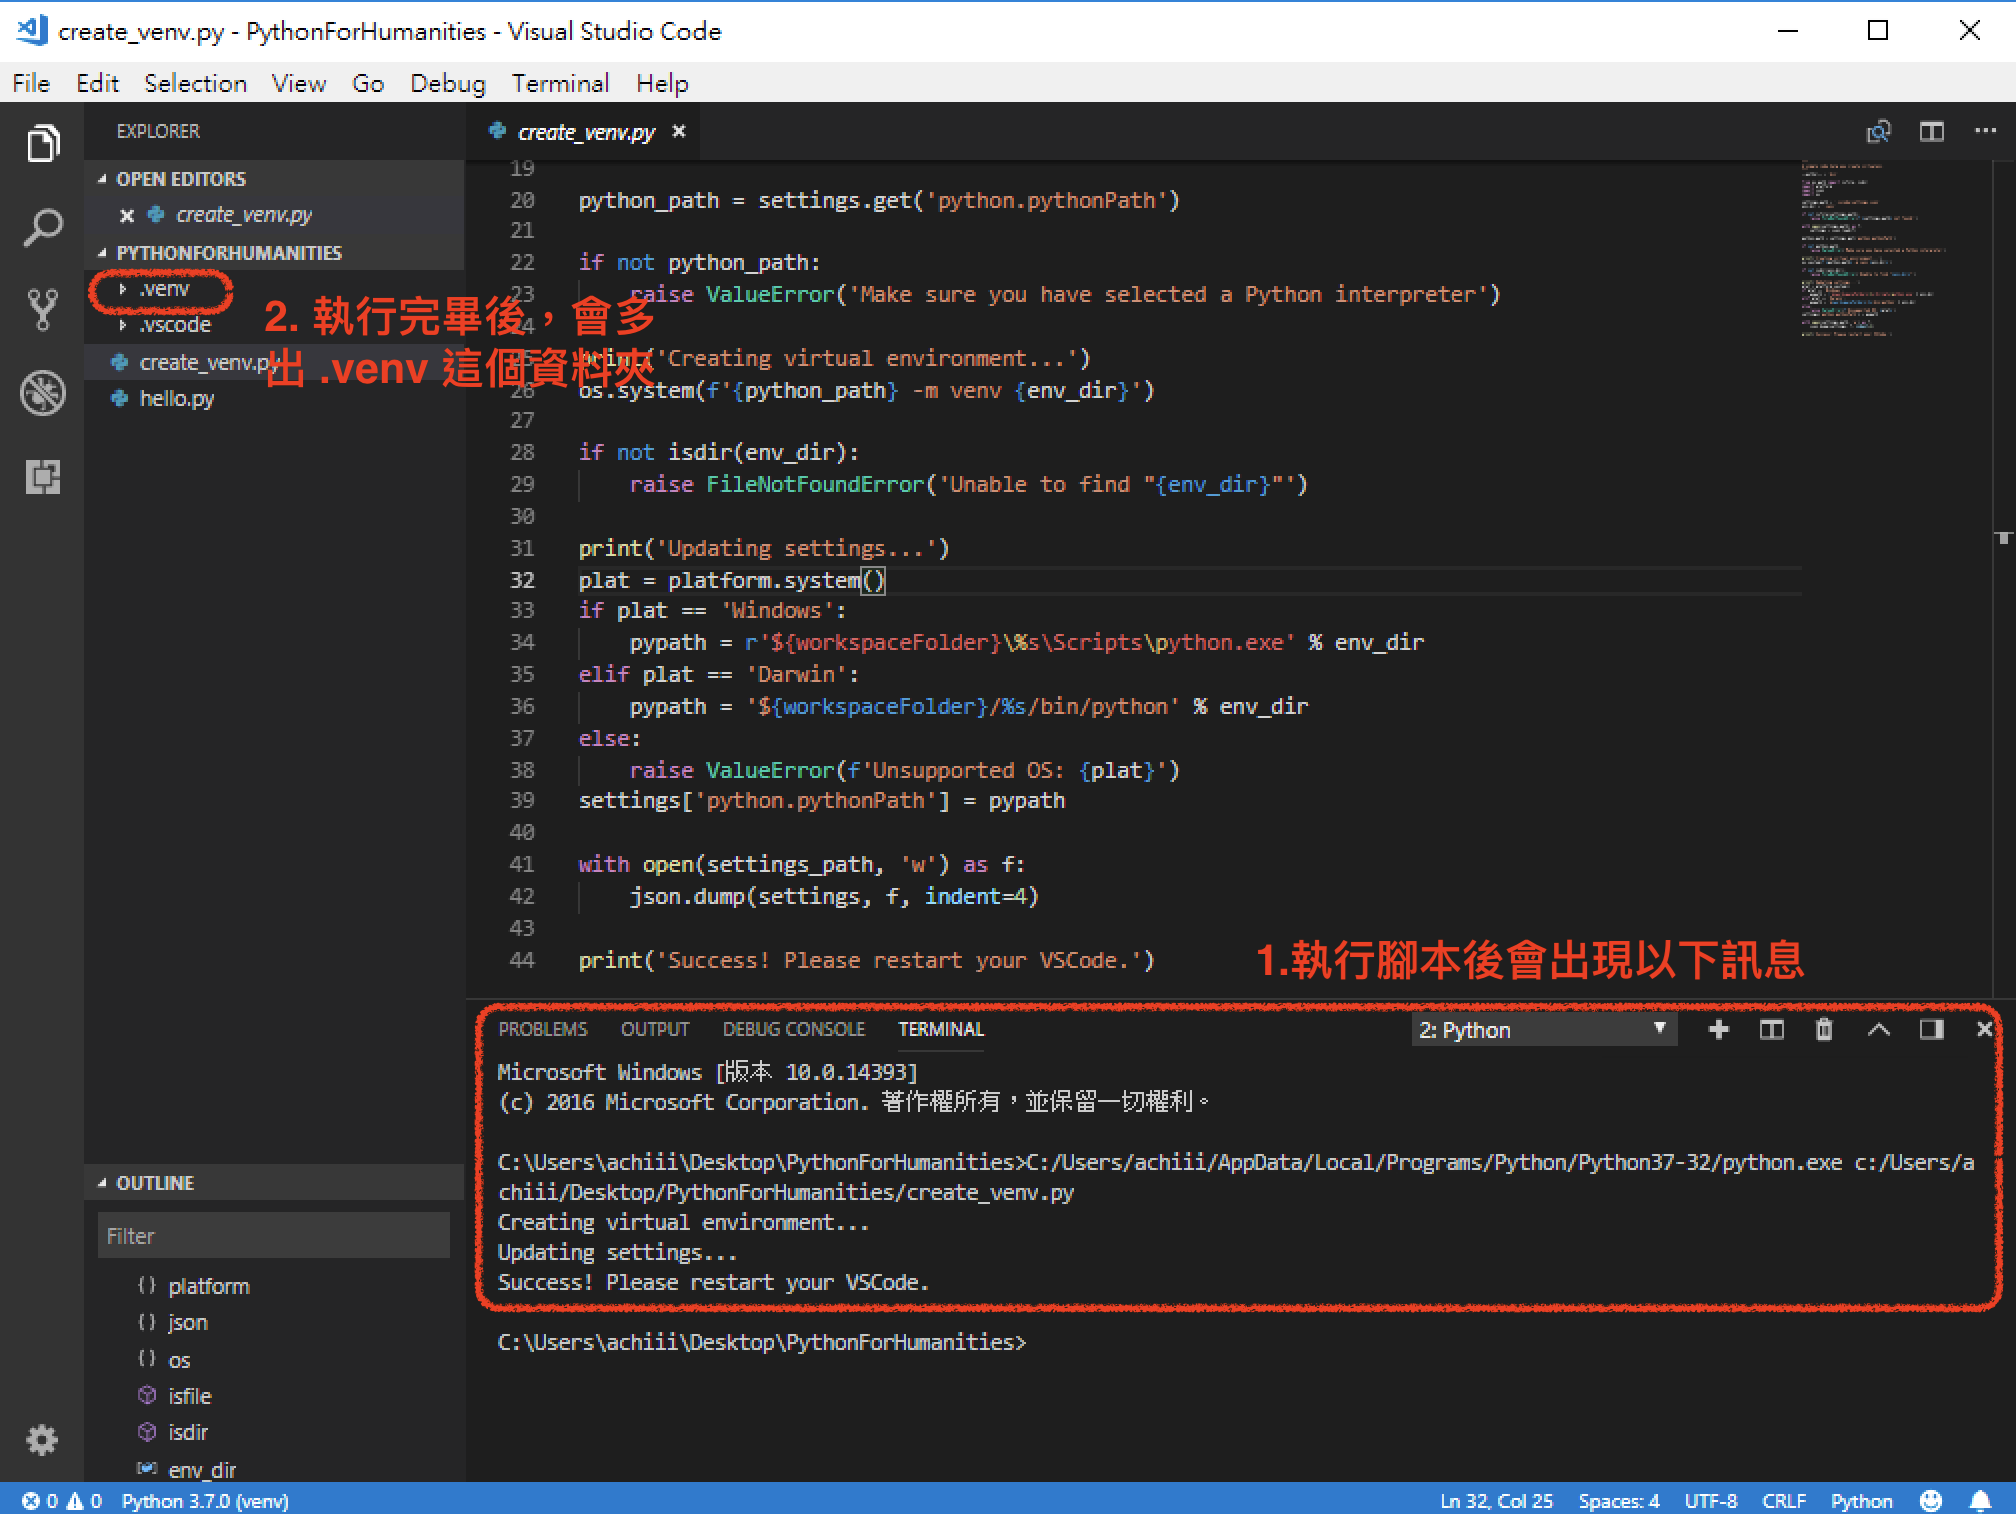 create_venv.py - PythonForHumanities - Visual Studio Code
File Edit Selection View Go Debug Terminal Help
EXPLORER
OPEN EDITORS
create_venv.py
PYTHONFORHUMANITIES
.venv
.vscode
create_venv.py
hello.py
2. 執行完畢後，會多
出 .venv 這個資料夾
create_venv.py
19
20 python_path = settings.get('python.pythonPath')
21
22 if not python_path:
23 raise ValueError('Make sure you have selected a Python interpreter')
24
25 print('Creating virtual environment...')
26 os.system(f'{python_path} -m venv {env_dir}')
27
28 if not isdir(env_dir):
29 raise FileNotFoundError('Unable to find "{env_dir}"')
30
31 print('Updating settings...')
32 plat = platform.system()
33 if plat == 'Windows':
34 pypath = r'${workspaceFolder}\%s\Scripts\python.exe' % env_dir
35 elif plat == 'Darwin':
36 pypath = '${workspaceFolder}/%s/bin/python' % env_dir
37 else:
38 raise ValueError(f'Unsupported OS: {plat}')
39 settings['python.pythonPath'] = pypath
40
41 with open(settings_path, 'w') as f:
42 json.dump(settings, f, indent=4)
43
44 print('Success! Please restart your VSCode.')
1.執行腳本後會出現以下訊息
PROBLEMS OUTPUT DEBUG CONSOLE TERMINAL 2: Python
Microsoft Windows [版本 10.0.14393]
(c) 2016 Microsoft Corporation. 著作權所有，並保留一切權利。
C:\Users\achiii\Desktop\PythonForHumanities>C:/Users/achiii/AppData/Local/Programs/Python/Python37-32/python.exe c:/Users/a
chiii/Desktop/PythonForHumanities/create_venv.py
Creating virtual environment...
Updating settings...
Success! Please restart your VSCode.
C:\Users\achiii\Desktop\PythonForHumanities>
OUTLINE
Filter
{} platform
{} json
{} os
isfile
isdir
env_dir
0 0 Python 3.7.0 (venv) Ln 32, Col 25 Spaces: 4 UTF-8 CRLF Python